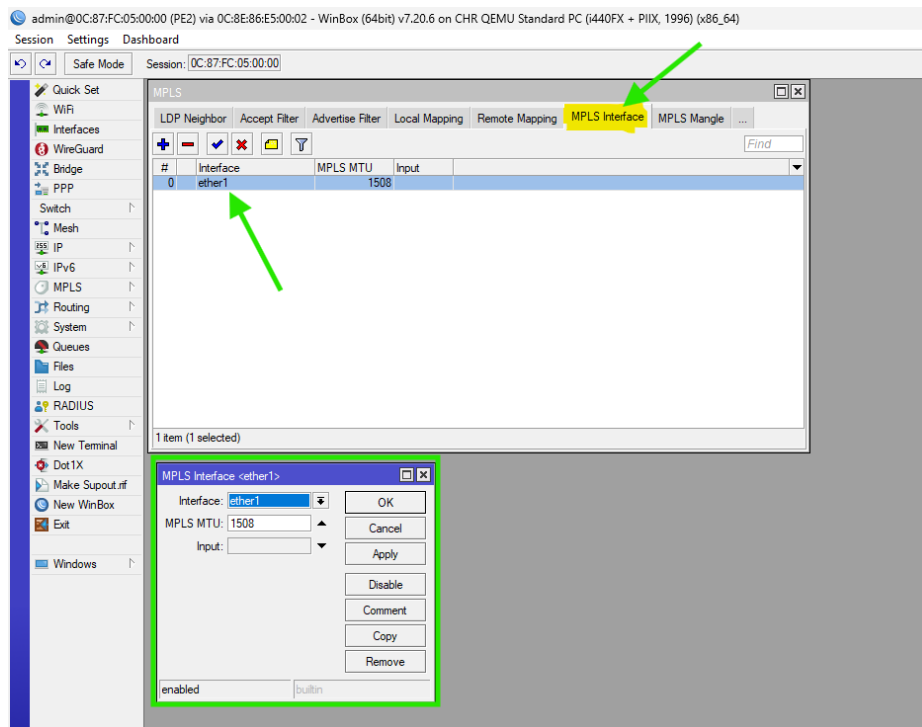 admin@0C:87:FC:05:00:00 (PE2) via 0C:8E:86:E5:00:02 - WinBox (64bit) v7.20.6 on CHR QEMU Standard PC (i440FX + PIIX, 1996) (x86_64)
Session Settings Dashboard
Safe Mode Session: 0C:87:FC:05:00:00
Quick Set
WiFi
Interfaces
WireGuard
Bridge
PPP
Switch
Mesh
IP
IPv6
MPLS
Routing
System
Queues
Files
Log
RADIUS
Tools
New Terminal
Dot1X
Make Supout.rif
New WinBox
Exit
Windows
MPLS
LDP Neighbor Accept Filter Advertise Filter Local Mapping Remote Mapping MPLS Interface MPLS Mangle ...
Find
# Interface MPLS MTU Input
0 ether1 1508
1 item (1 selected)
MPLS Interface <ether1>
Interface: ether1 OK
MPLS MTU: 1508 Cancel
Input: Apply
Disable
Comment
Copy
Remove
enabled builtin